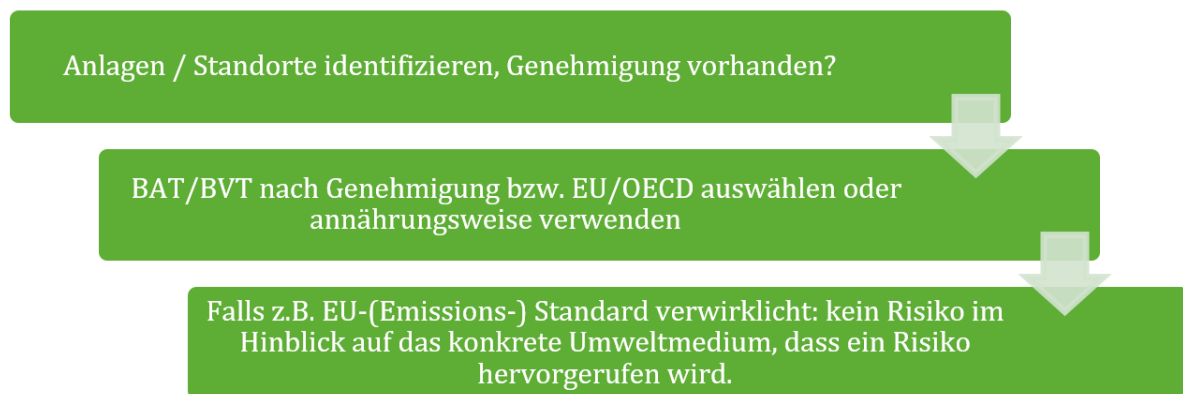 Anlagen / Standorte identifizieren, Genehmigung vorhanden?
BAT/BVT nach Genehmigung bzw. EU/OECD auswählen oder
annährungsweise verwenden
Falls z.B. EU-(Emissions-) Standard verwirklicht: kein Risiko im
Hinblick auf das konkrete Umweltmedium, dass ein Risiko
hervorgerufen wird.